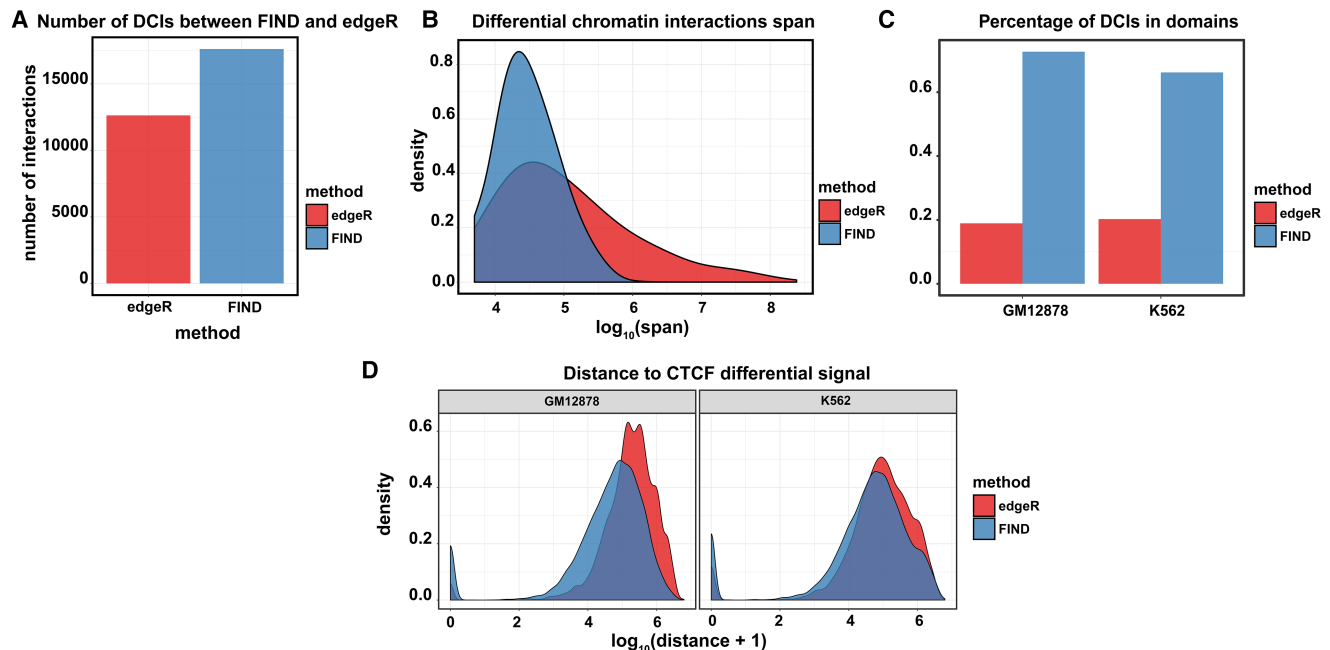 A Number of DCIs between FIND and edgeR
number of interactions
15000
10000
5000
0
edgeR FIND
method
method
edgeR
FIND
B Differential chromatin interactions span
density
0.8
0.6
0.4
0.2
0.0
4 5 6 7 8
log10(span)
method
edgeR
FIND
C Percentage of DCIs in domains
0.6
0.4
0.2
0.0
GM12878 K562
method
edgeR
FIND
D Distance to CTCF differential signal
GM12878 K562
density
0.6
0.4
0.2
0.0
0 2 4 6 0 2 4 6
log10(distance + 1)
method
edgeR
FIND